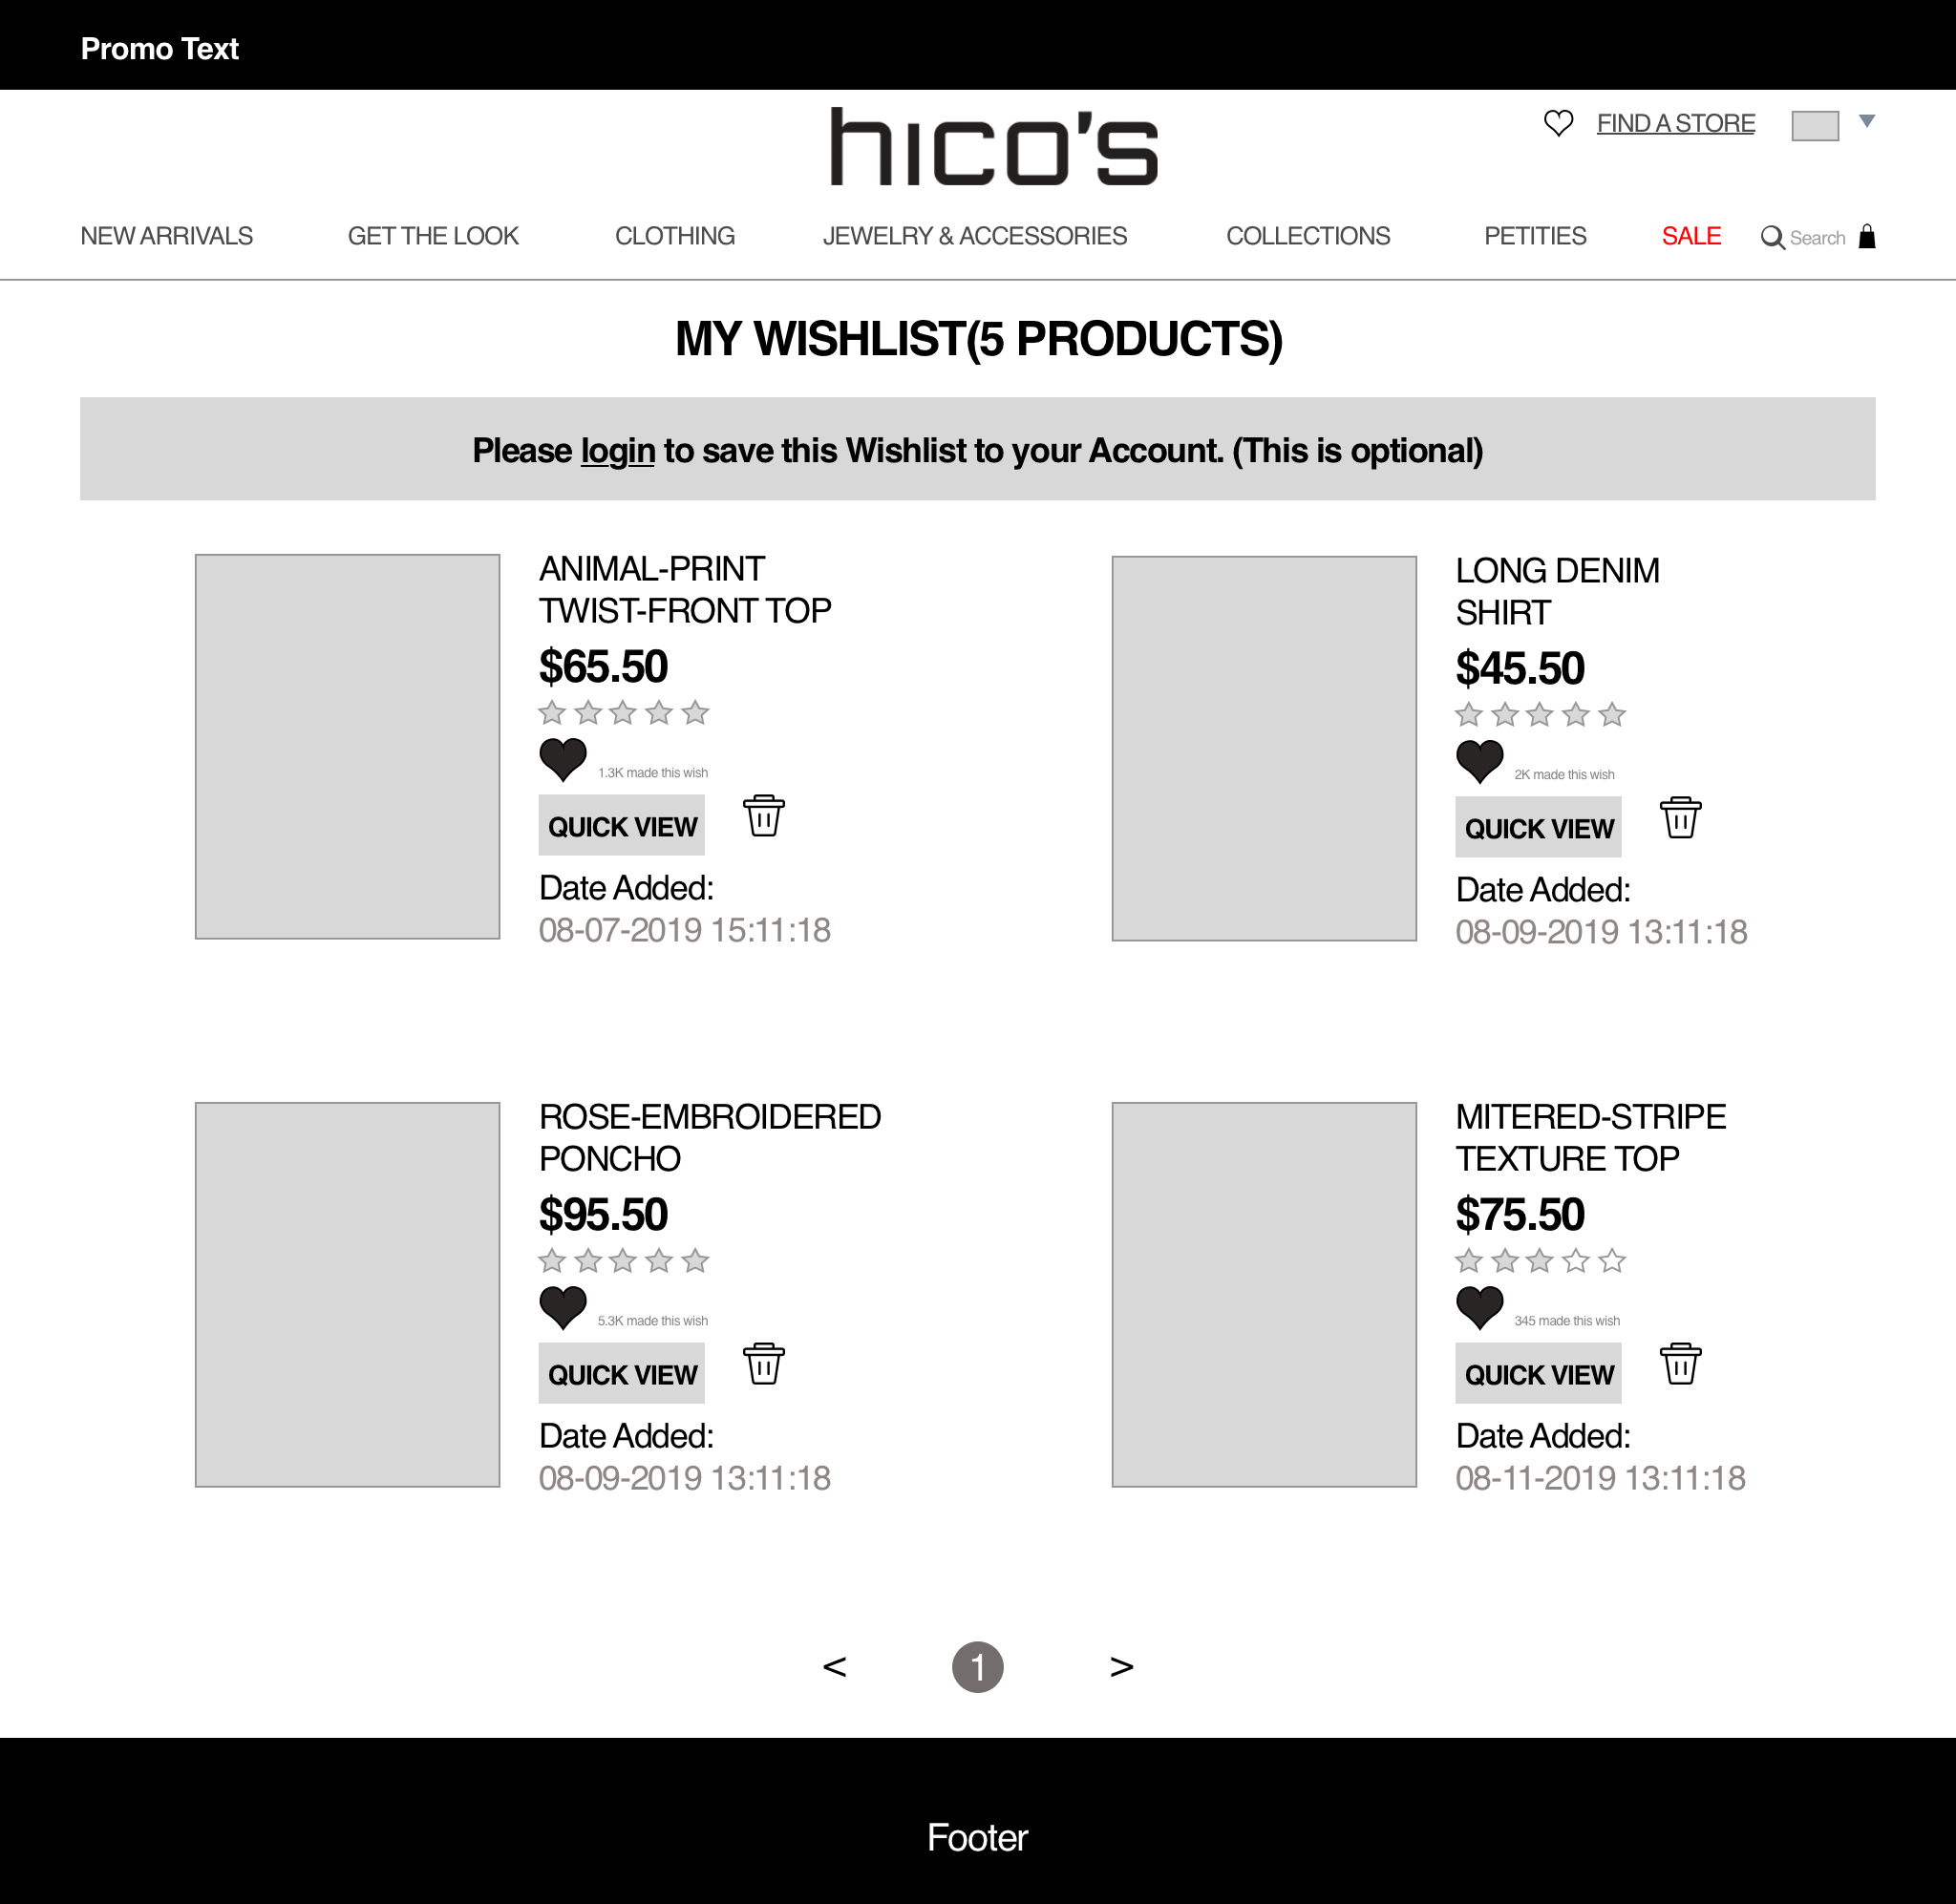 Promo Text
hico's
FIND A STORE
NEW ARRIVALS GET THE LOOK CLOTHING JEWELRY & ACCESSORIES COLLECTIONS PETITIES SALE Search
MY WISHLIST(5 PRODUCTS)
Please login to save this Wishlist to your Account. (This is optional)
ANIMAL-PRINT
TWIST-FRONT TOP
$65.50
1.3K made this wish
QUICK VIEW
Date Added:
08-07-2019 15:11:18
LONG DENIM
SHIRT
$45.50
2K made this wish
QUICK VIEW
Date Added:
08-09-2019 13:11:18
ROSE-EMBROIDERED
PONCHO
$95.50
5.3K made this wish
QUICK VIEW
Date Added:
08-09-2019 13:11:18
MITERED-STRIPE
TEXTURE TOP
$75.50
345 made this wish
QUICK VIEW
Date Added:
08-11-2019 13:11:18
< 1 >
Footer